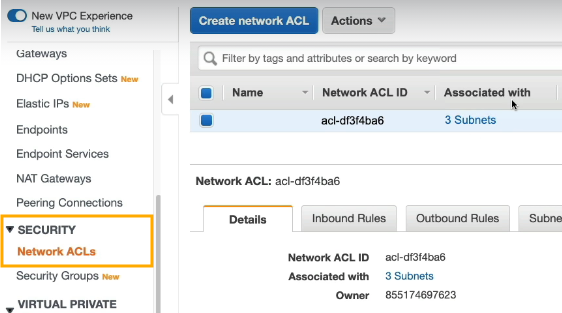 New VPC Experience
Tell us what you think
Gateways
DHCP Options Sets New
Elastic IPs New
Endpoints
Endpoint Services
NAT Gateways
Peering Connections
SECURITY
Network ACLs
Security Groups New
VIRTUAL PRIVATE
Create network ACL Actions
Filter by tags and attributes or search by keyword
Name Network ACL ID Associated with
acl-df3f4ba6 3 Subnets
Network ACL: acl-df3f4ba6
Details Inbound Rules Outbound Rules Subne
Network ACL ID acl-df3f4ba6
Associated with 3 Subnets
Owner 855174697623